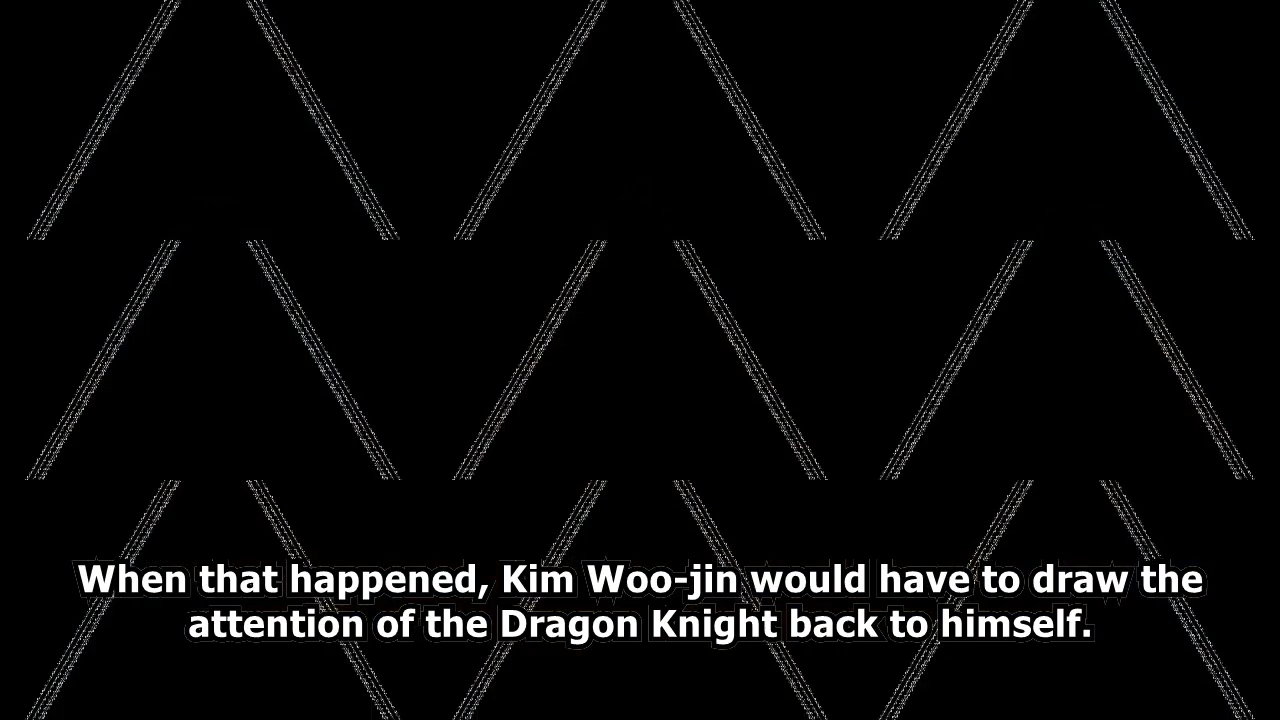 When that happened, Kim Woo-jin would have to draw the
attention of the Dragon Knight back to himself.